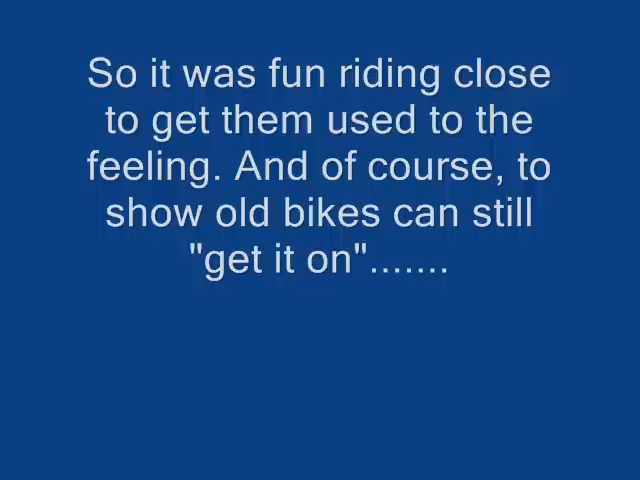 So it was fun riding close
to get them used to the
feeling. And of course, to
show old bikes can still
"get it on".......